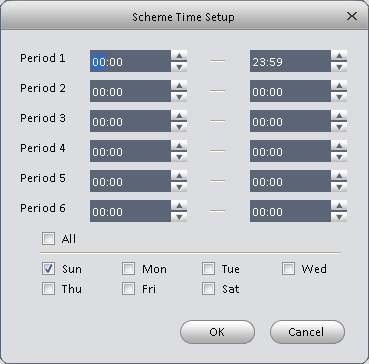 Scheme Time Setup
Period 1 00:00 — 23:59
Period 2 00:00 — 00:00
Period 3 00:00 — 00:00
Period 4 00:00 — 00:00
Period 5 00:00 — 00:00
Period 6 00:00 — 00:00
All
Sun Mon Tue Wed
Thu Fri Sat
OK Cancel